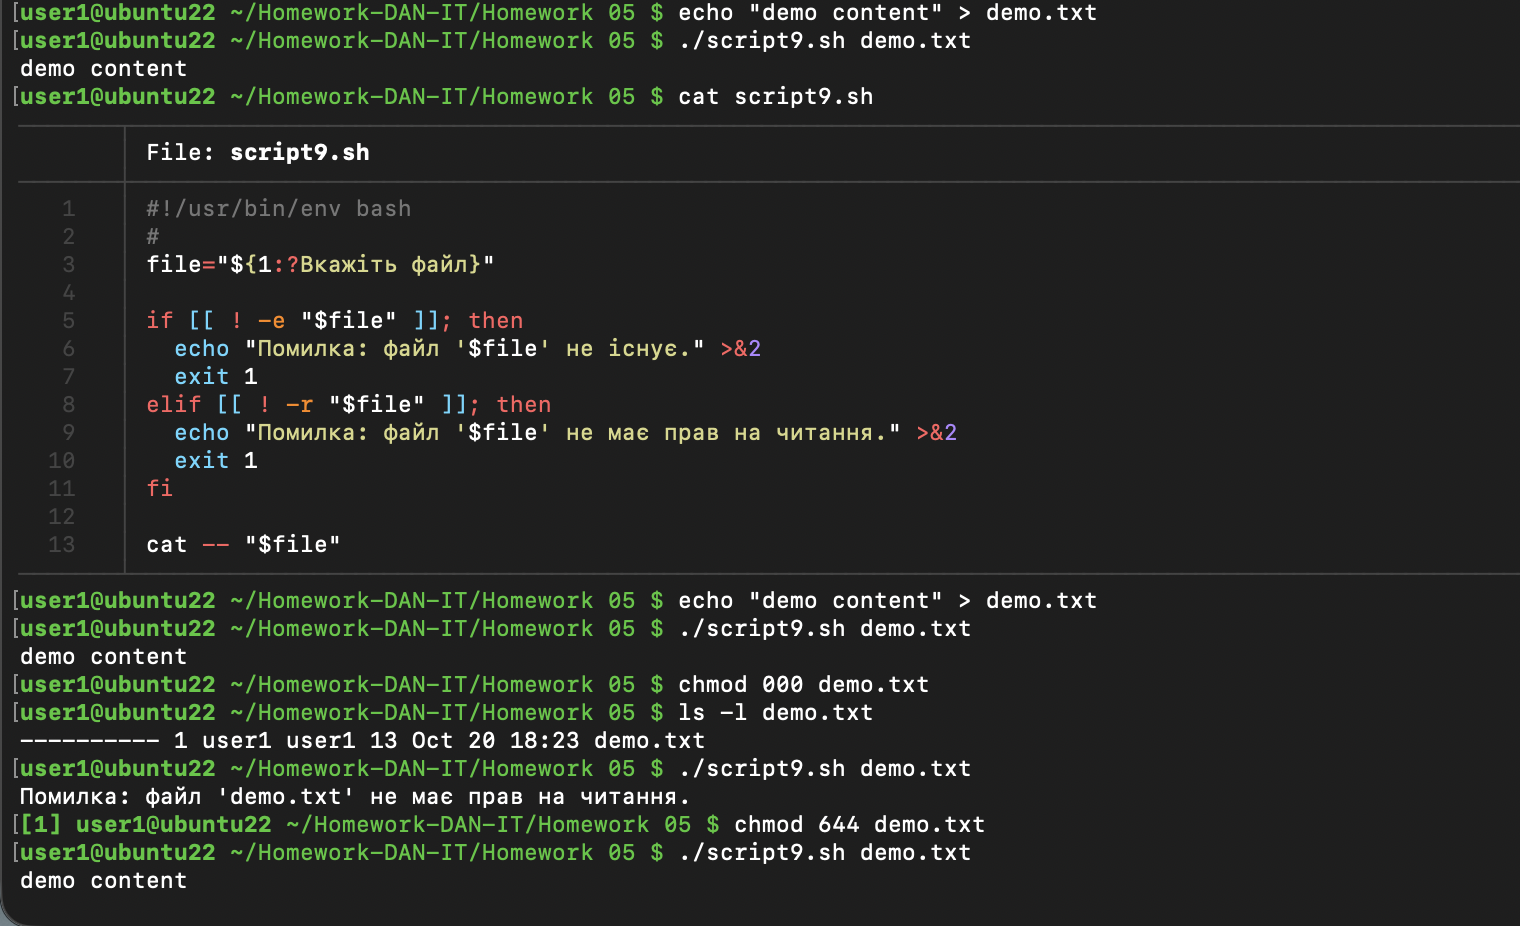 [user1@ubuntu22 ~/Homework-DAN-IT/Homework 05 $ echo "demo content" > demo.txt
[user1@ubuntu22 ~/Homework-DAN-IT/Homework 05 $ ./script9.sh demo.txt
demo content
[user1@ubuntu22 ~/Homework-DAN-IT/Homework 05 $ cat script9.sh
File: script9.sh
1 #!/usr/bin/env bash
2 #
3 file="${1:?Вкажіть файл}"
4
5 if [[ ! -e "$file" ]]; then
6   echo "Помилка: файл '$file' не існує." >&2
7   exit 1
8 elif [[ ! -r "$file" ]]; then
9   echo "Помилка: файл '$file' не має прав на читання." >&2
10   exit 1
11 fi
12
13 cat -- "$file"
[user1@ubuntu22 ~/Homework-DAN-IT/Homework 05 $ echo "demo content" > demo.txt
[user1@ubuntu22 ~/Homework-DAN-IT/Homework 05 $ ./script9.sh demo.txt
demo content
[user1@ubuntu22 ~/Homework-DAN-IT/Homework 05 $ chmod 000 demo.txt
[user1@ubuntu22 ~/Homework-DAN-IT/Homework 05 $ ls -l demo.txt
---------- 1 user1 user1 13 Oct 20 18:23 demo.txt
[user1@ubuntu22 ~/Homework-DAN-IT/Homework 05 $ ./script9.sh demo.txt
Помилка: файл 'demo.txt' не має прав на читання.
[[1] user1@ubuntu22 ~/Homework-DAN-IT/Homework 05 $ chmod 644 demo.txt
[user1@ubuntu22 ~/Homework-DAN-IT/Homework 05 $ ./script9.sh demo.txt
demo content